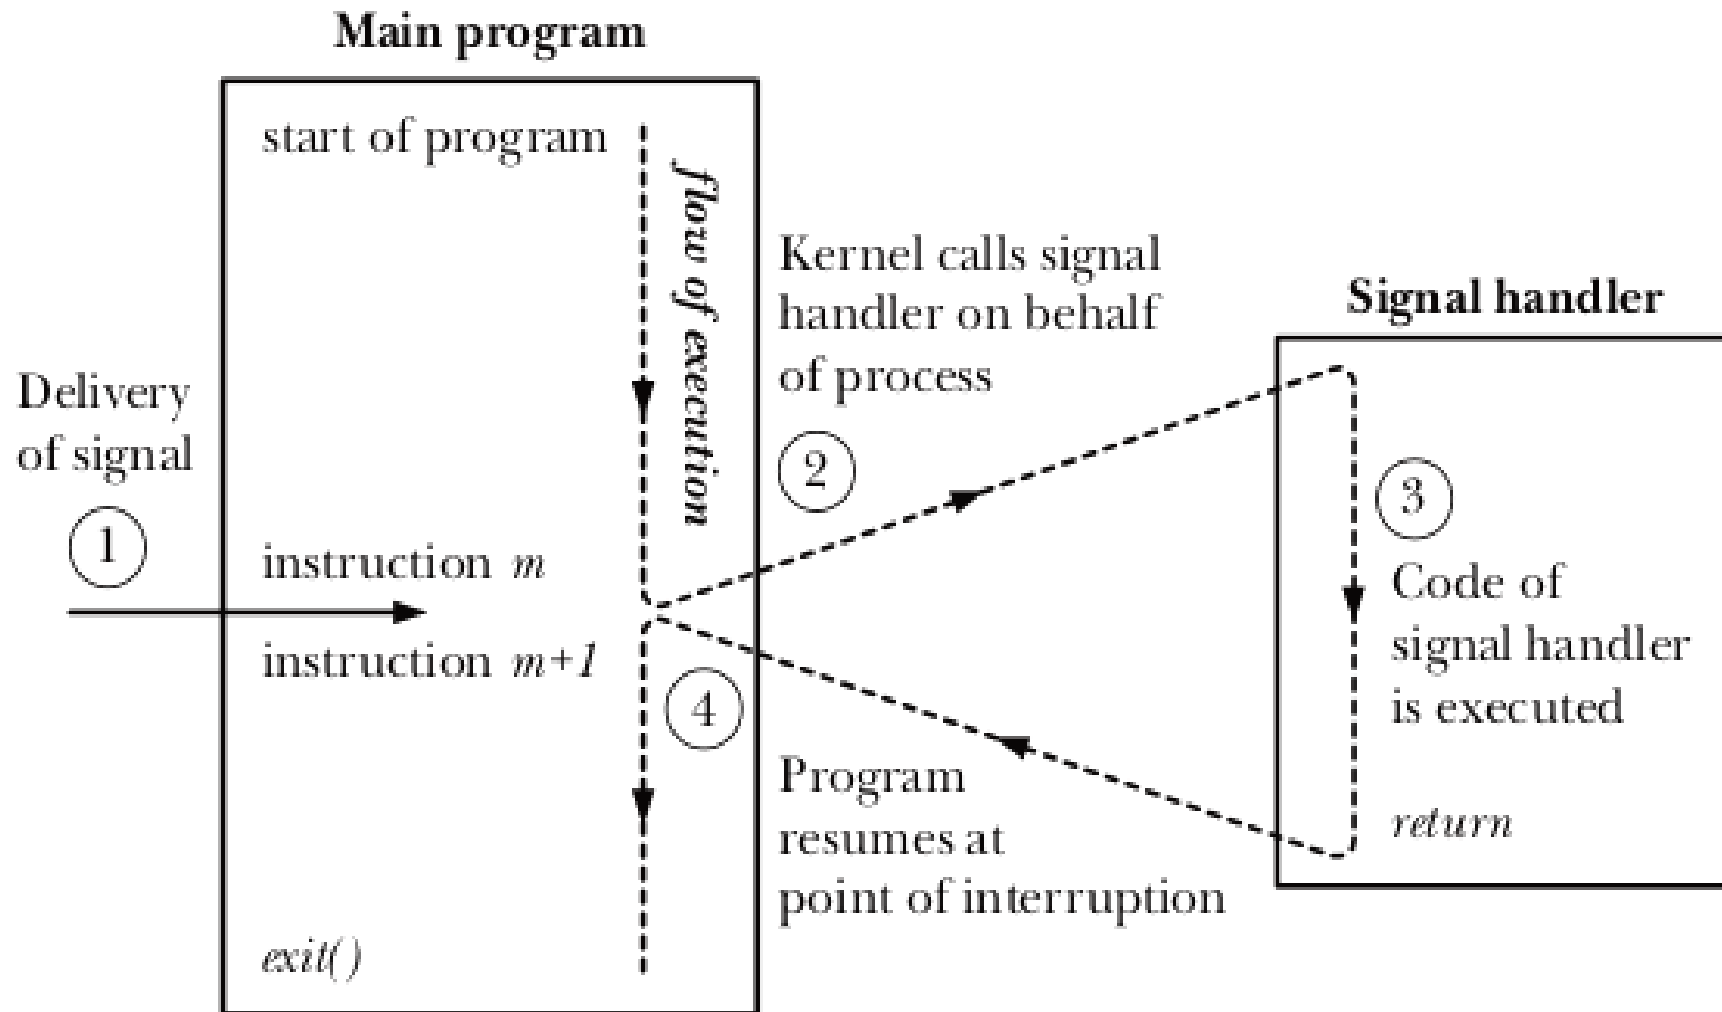 Main program
start of program
flow of execution
Kernel calls signal
handler on behalf
of process
Signal handler
Delivery
of signal
1
2
3
instruction m
instruction m+1
Code of
signal handler
is executed
4
Program
resumes at
point of interruption
return
exit()